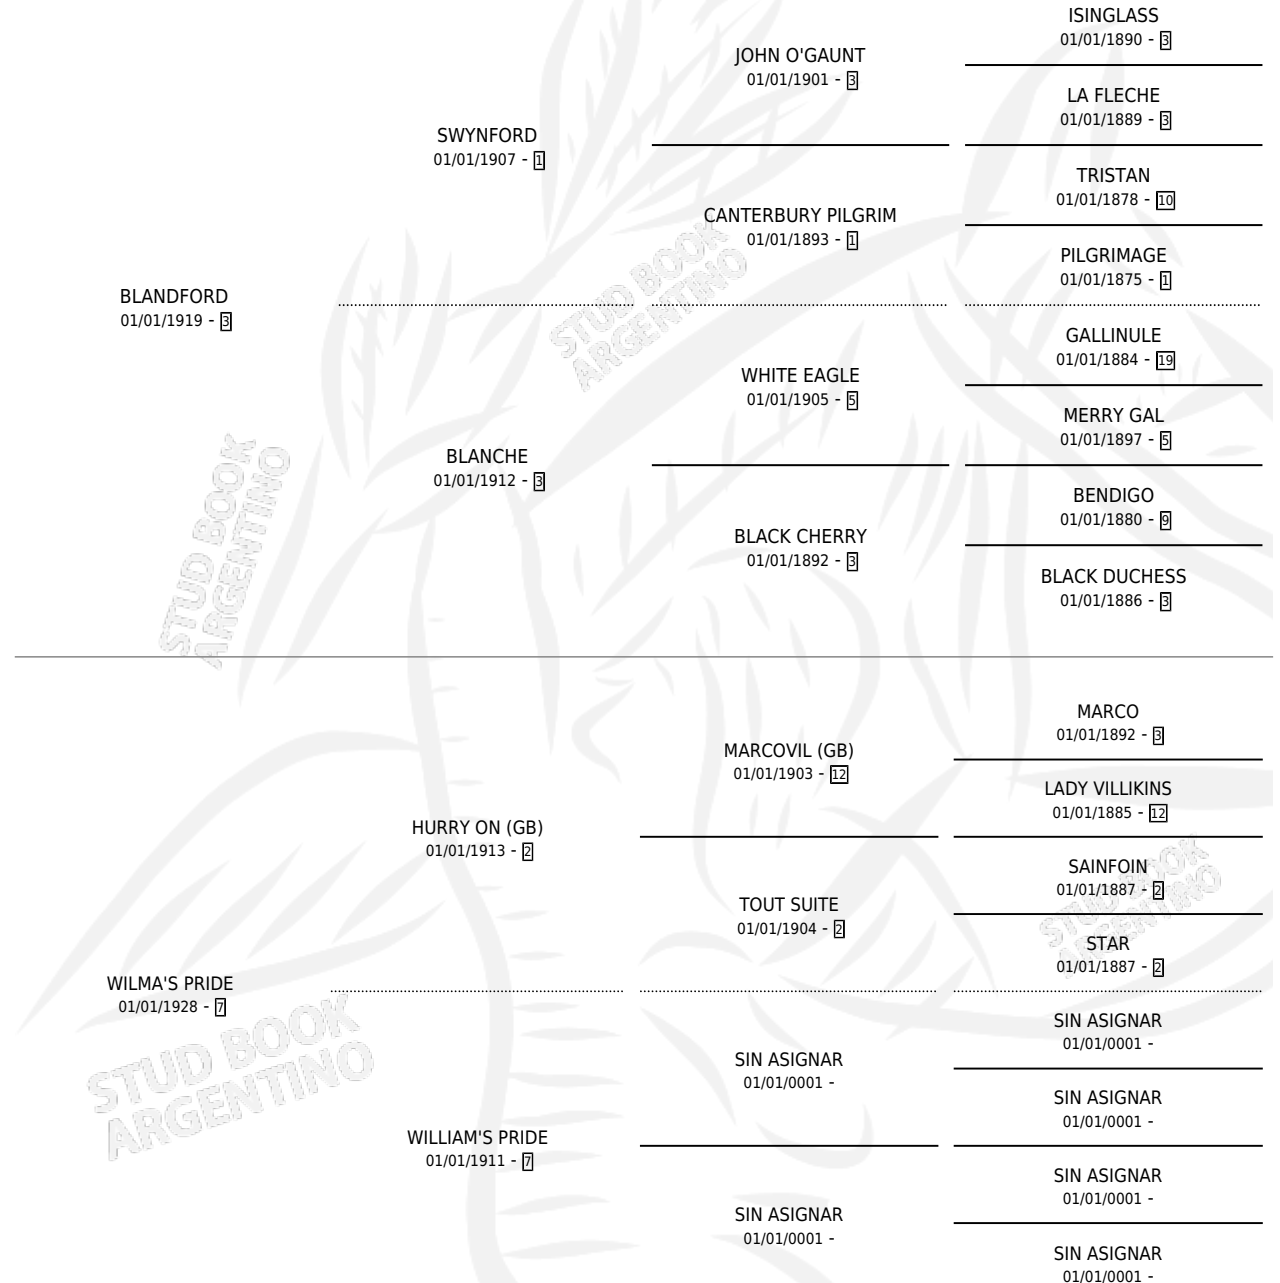 ISINGLASS
01/01/1890 - 3
JOHN O'GAUNT
01/01/1901 - 3
LA FLECHE
01/01/1889 - 3
SWYNFORD
01/01/1907 - 1
TRISTAN
01/01/1878 - 10
CANTERBURY PILGRIM
01/01/1893 - 1
PILGRIMAGE
01/01/1875 - 1
BLANDFORD
01/01/1919 - 3
GALLINULE
01/01/1884 - 19
WHITE EAGLE
01/01/1905 - 5
MERRY GAL
01/01/1897 - 5
BLANCHE
01/01/1912 - 3
BENDIGO
01/01/1880 - 9
BLACK CHERRY
01/01/1892 - 3
BLACK DUCHESS
01/01/1886 - 3
MARCO
01/01/1892 - 3
MARCOVIL (GB)
01/01/1903 - 12
LADY VILLIKINS
01/01/1885 - 12
HURRY ON (GB)
01/01/1913 - 2
SAINFOIN
01/01/1887 - 2
TOUT SUITE
01/01/1904 - 2
STAR
01/01/1887 - 2
WILMA'S PRIDE
01/01/1928 - 7
SIN ASIGNAR
01/01/0001 -
SIN ASIGNAR
01/01/0001 -
SIN ASIGNAR
01/01/0001 -
WILLIAM'S PRIDE
01/01/1911 - 7
SIN ASIGNAR
01/01/0001 -
SIN ASIGNAR
01/01/0001 -
SIN ASIGNAR
01/01/0001 -
STUD BOOK
ARGENTINO
STUD BOOK
ARGENTINO
STUD BOOK
ARGENTINO
STUD BOOK
ARGENTINO